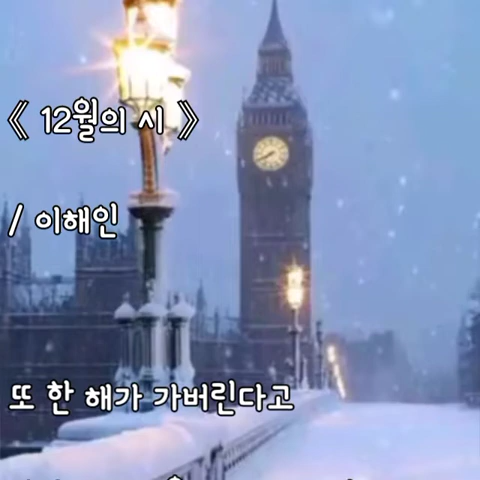 《 12월의 시 》
/ 이해인
또 한 해가 가버린다고